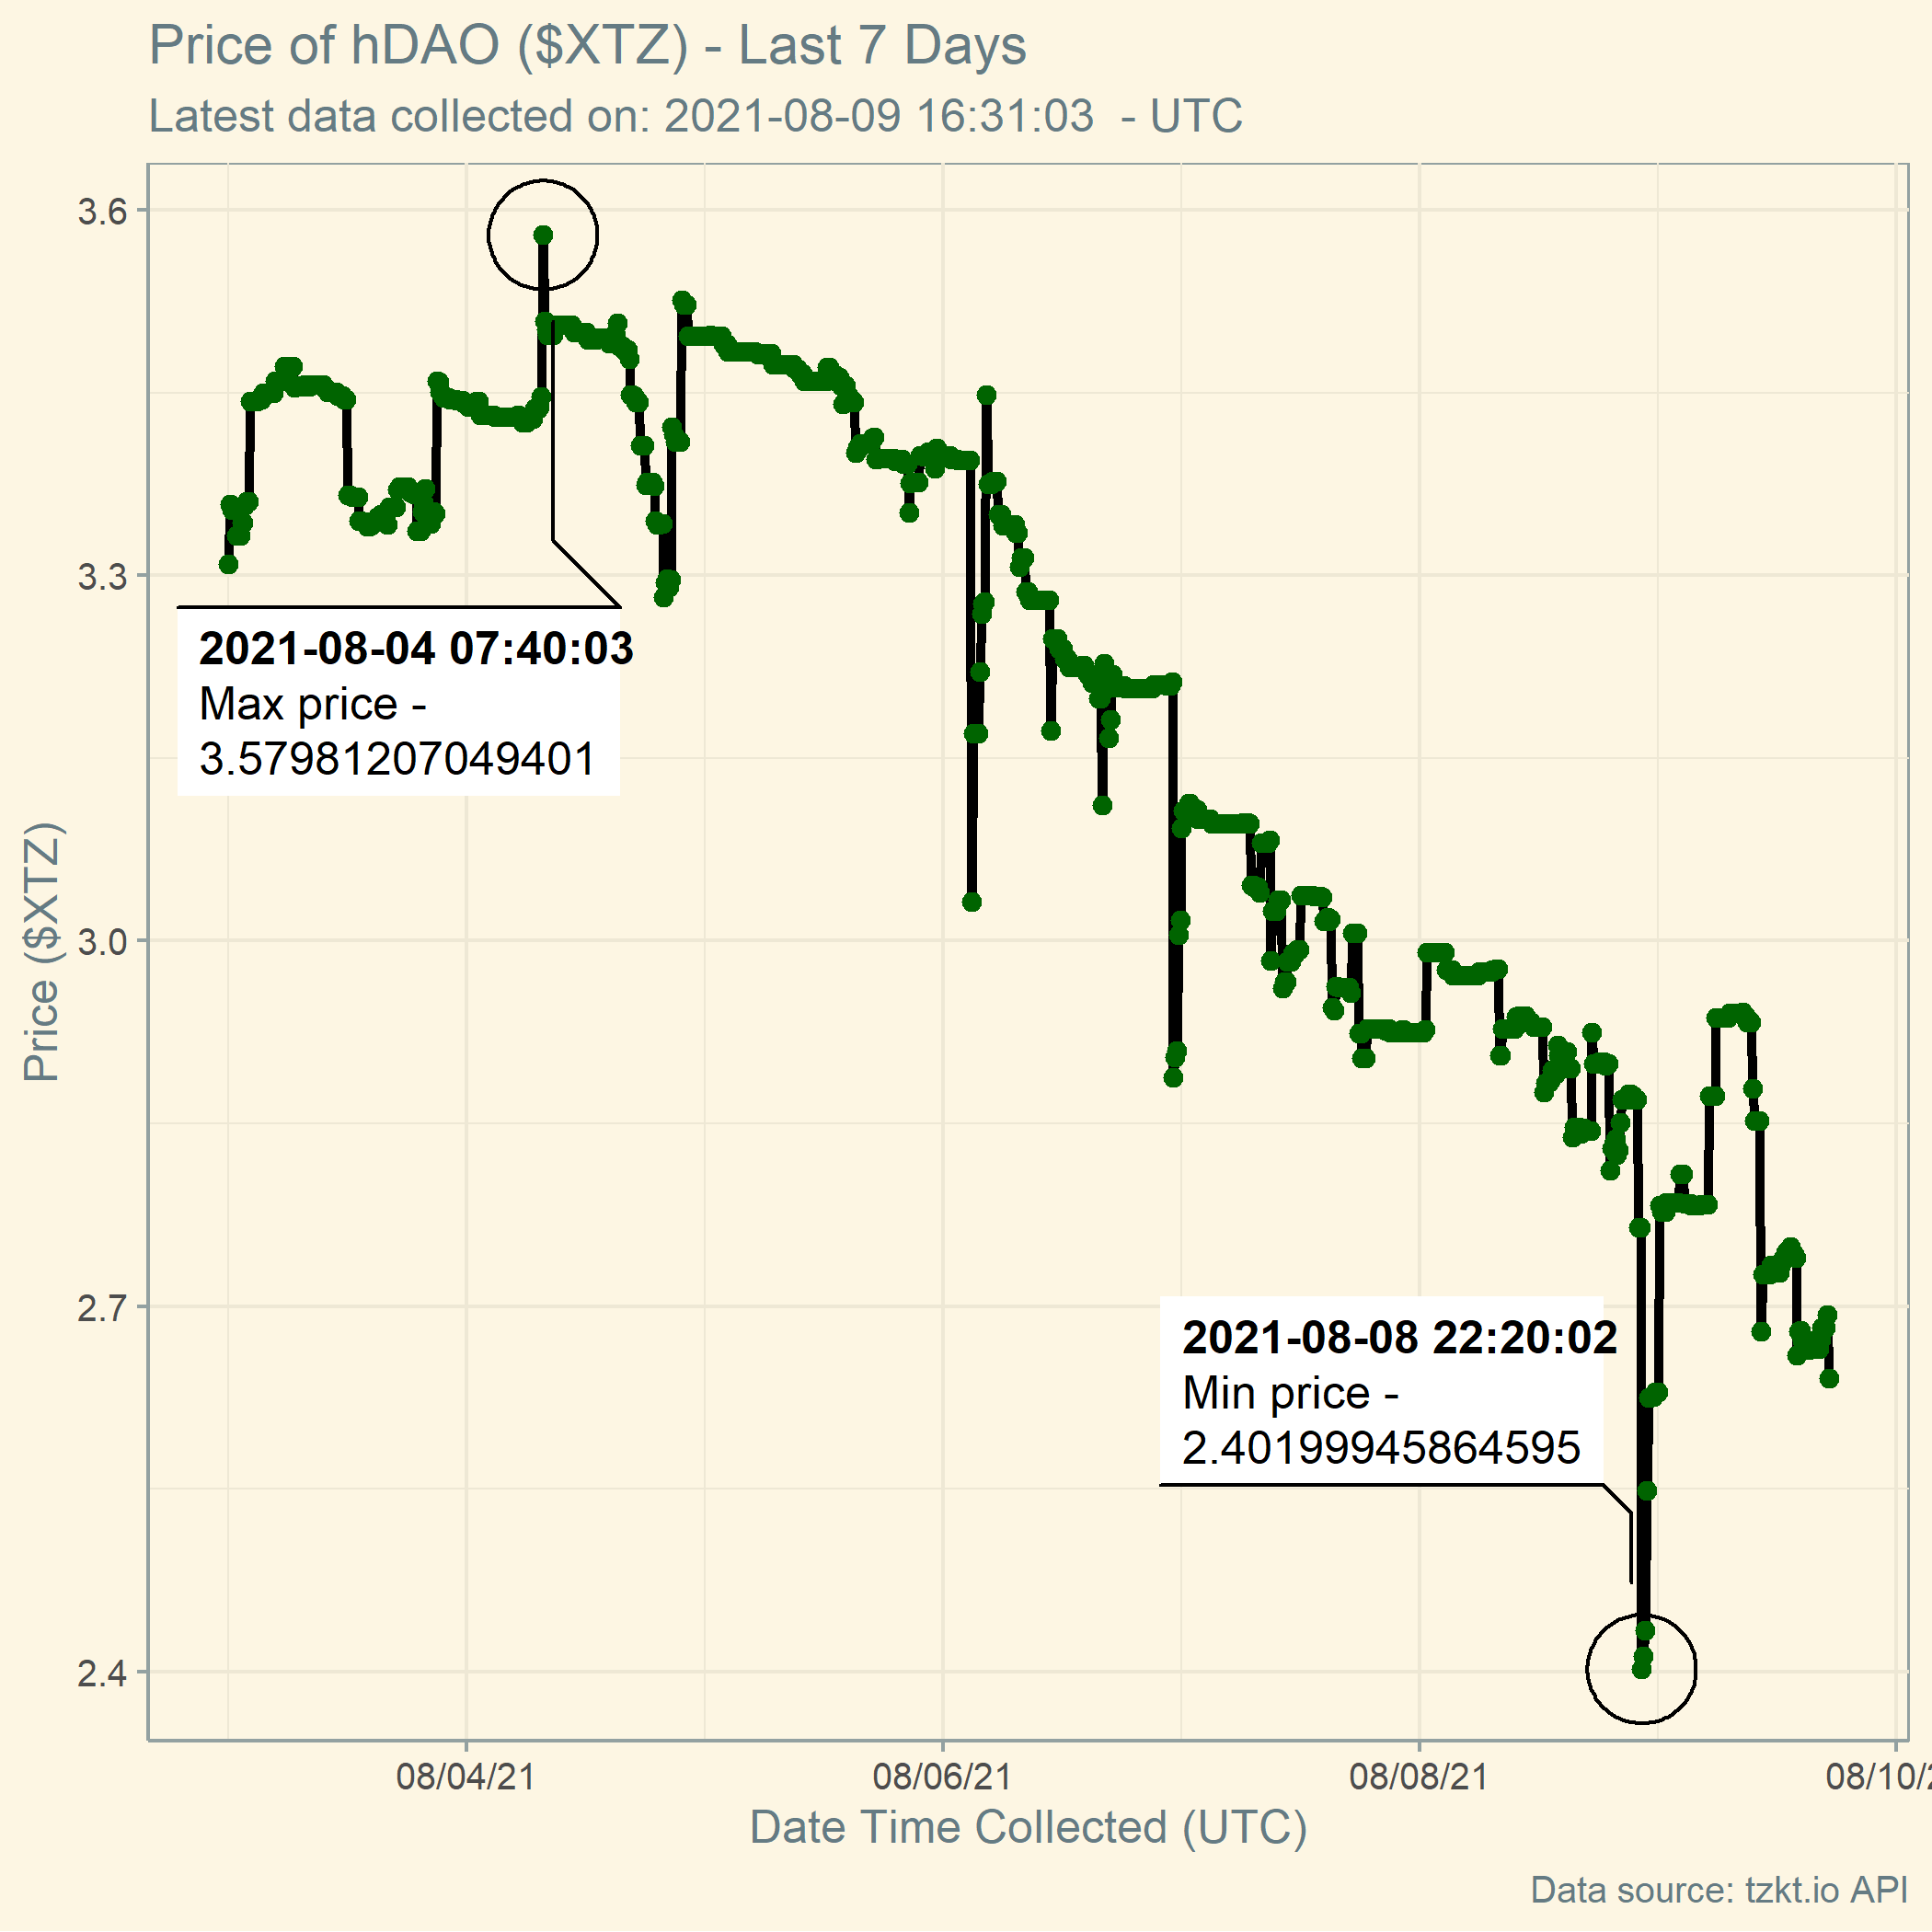 Price of hDAO ($XTZ) - Last 7 Days
Latest data collected on: 2021-08-09 16:31:03  - UTC
3.6
3.3
3.0
2.7
2.4
Price ($XTZ)
2021-08-04 07:40:03
Max price -
3.57981207049401
2021-08-08 22:20:02
Min price -
2.40199945864595
08/04/21
08/06/21
08/08/21
08/10/2
Date Time Collected (UTC)
Data source: tzkt.io API